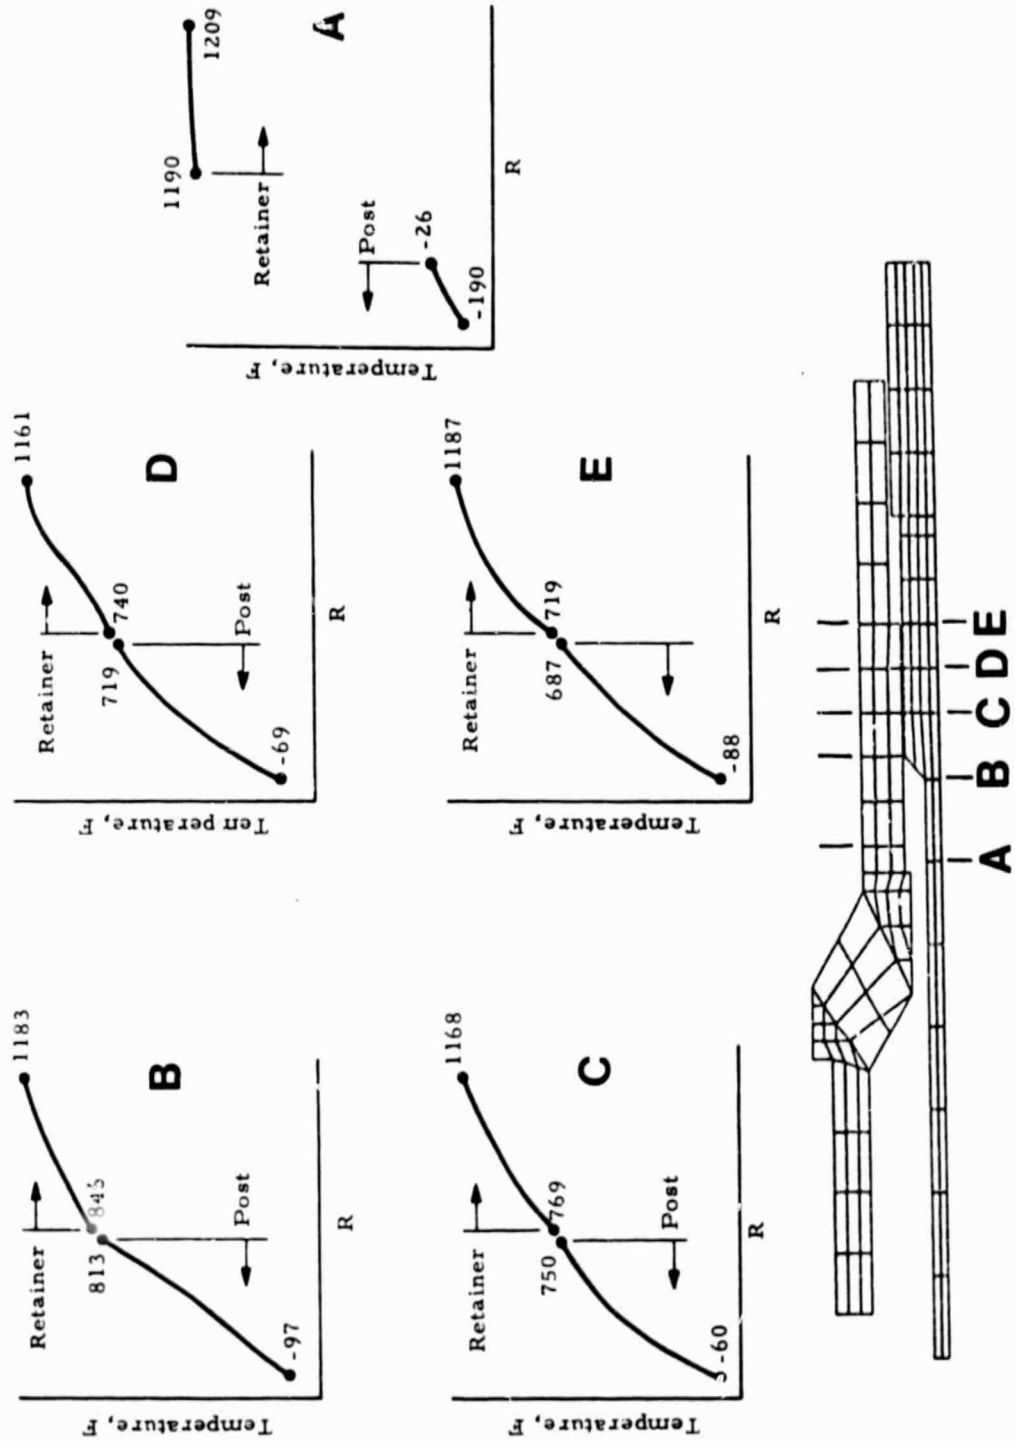 Temperature, F
-97
813
845
1183
Retainer
Post
R
B
Temperature, F
-69
719
740
1161
Retainer
Post
R
D
Temperature, F
-190
-26
1190
1209
Post
Retainer
R
A
Temperature, F
-60
750
769
1168
Retainer
Post
R
C
Temperature, F
-88
687
719
1187
Retainer
R
E
A
B
C
D
E